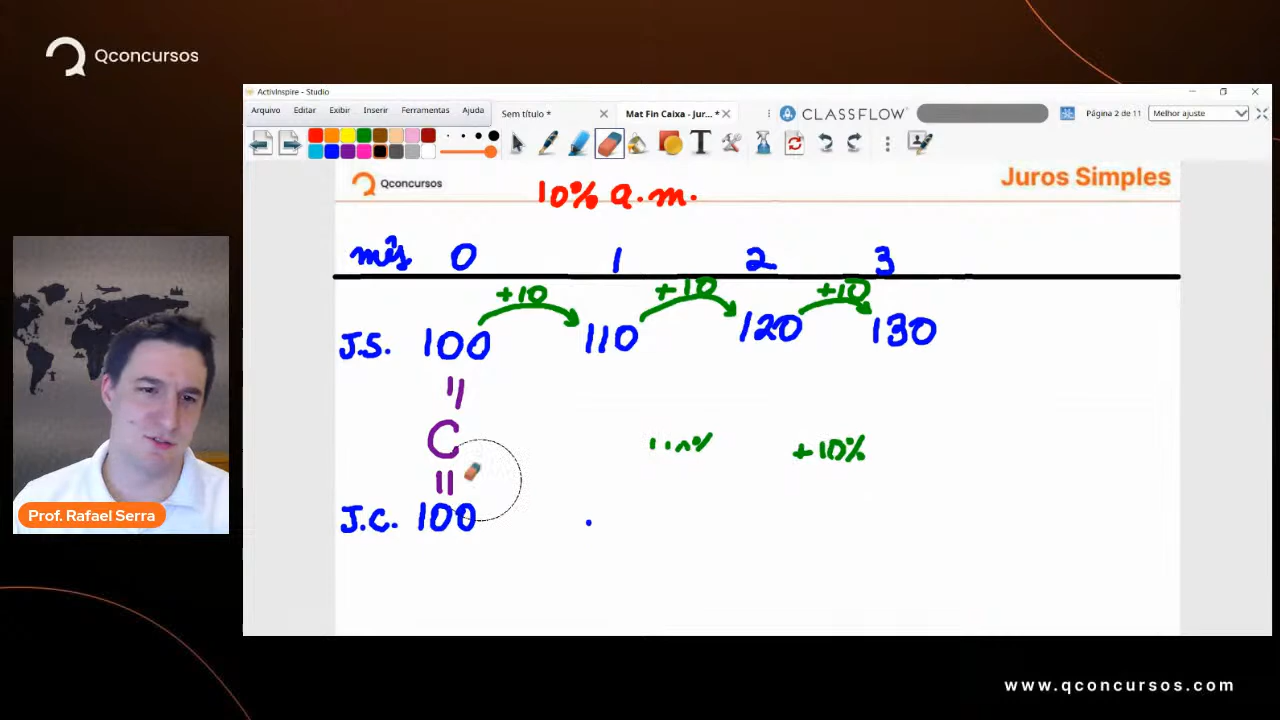 Qconcursos
ActivInspire - Studio
Arquivo Editar Exibir Inserir Ferramentas Ajuda
Sem título *
Mat Fin Caixa - Jur... *
CLASSFLOW
Página 2 de 11
Melhor ajuste
T
Qconcursos
10% a.m.
Juros Simples
mês 0 1 2 3
+10 +10 +10
J.S. 100 110 120 130
=
C
+10%
=
J.C. 100
Prof. Rafael Serra
www.qconcursos.com